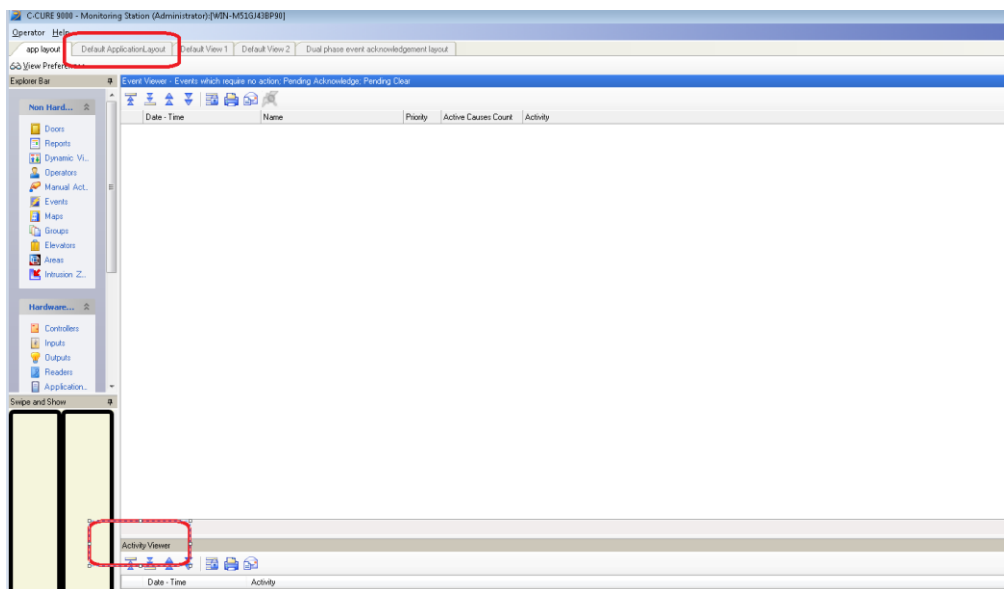 C-CURE 9000 - Monitoring Station (Administrator):[WIN-M51GJ43BP90]
Operator Help
app layout Default ApplicationLayout Default View 1 Default View 2 Dual phase event acknowledgement layout
View Prefer
Explorer Bar
Event Viewer - Events which require no action; Pending Acknowledge; Pending Clear
Date - Time Name Priority Active Causes Count Activity
Non Hard...
Doors
Reports
Dynamic Vi...
Operators
Manual Act...
Events
Maps
Groups
Elevators
Areas
Intrusion Z...
Hardware...
Controllers
Inputs
Outputs
Readers
Application...
Swipe and Show
Activity Viewer
Date - Time Activity